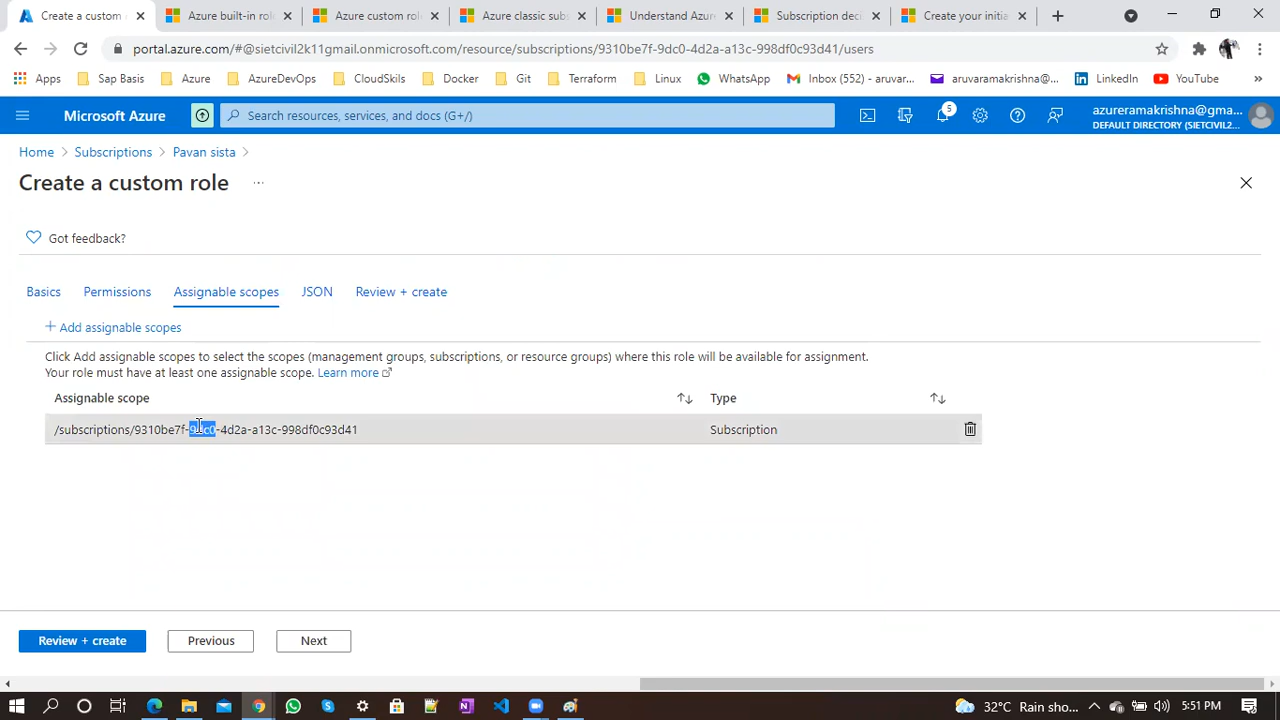 Create a custom r
Azure built-in rol
Azure custom rol
Azure classic sub
Understand Azu
Subscription dec
Create your initia
portal.azure.com/#@sietcivil2k11gmail.onmicrosoft.com/resource/subscriptions/9310be7f-9dc0-4d2a-a13c-998df0c93d41/users
Apps
Sap Basis
Azure
AzureDevOps
CloudSkils
Docker
Git
Terraform
Linux
WhatsApp
Inbox (552) - aruvar...
aruvaramakrishna@...
LinkedIn
YouTube
»
Microsoft Azure
Search resources, services, and docs (G+/)
5
azureramakrishna@gma...
DEFAULT DIRECTORY (SIETCIVIL2...
Home > Subscriptions > Pavan sista >
Create a custom role ...
Got feedback?
Basics Permissions Assignable scopes JSON Review + create
+ Add assignable scopes
Click Add assignable scopes to select the scopes (management groups, subscriptions, or resource groups) where this role will be available for assignment.
Your role must have at least one assignable scope. Learn more
Assignable scope Type
/subscriptions/9310be7f-9dc0-4d2a-a13c-998df0c93d41 Subscription
Review + create Previous Next
32°C Rain sho... 5:51 PM